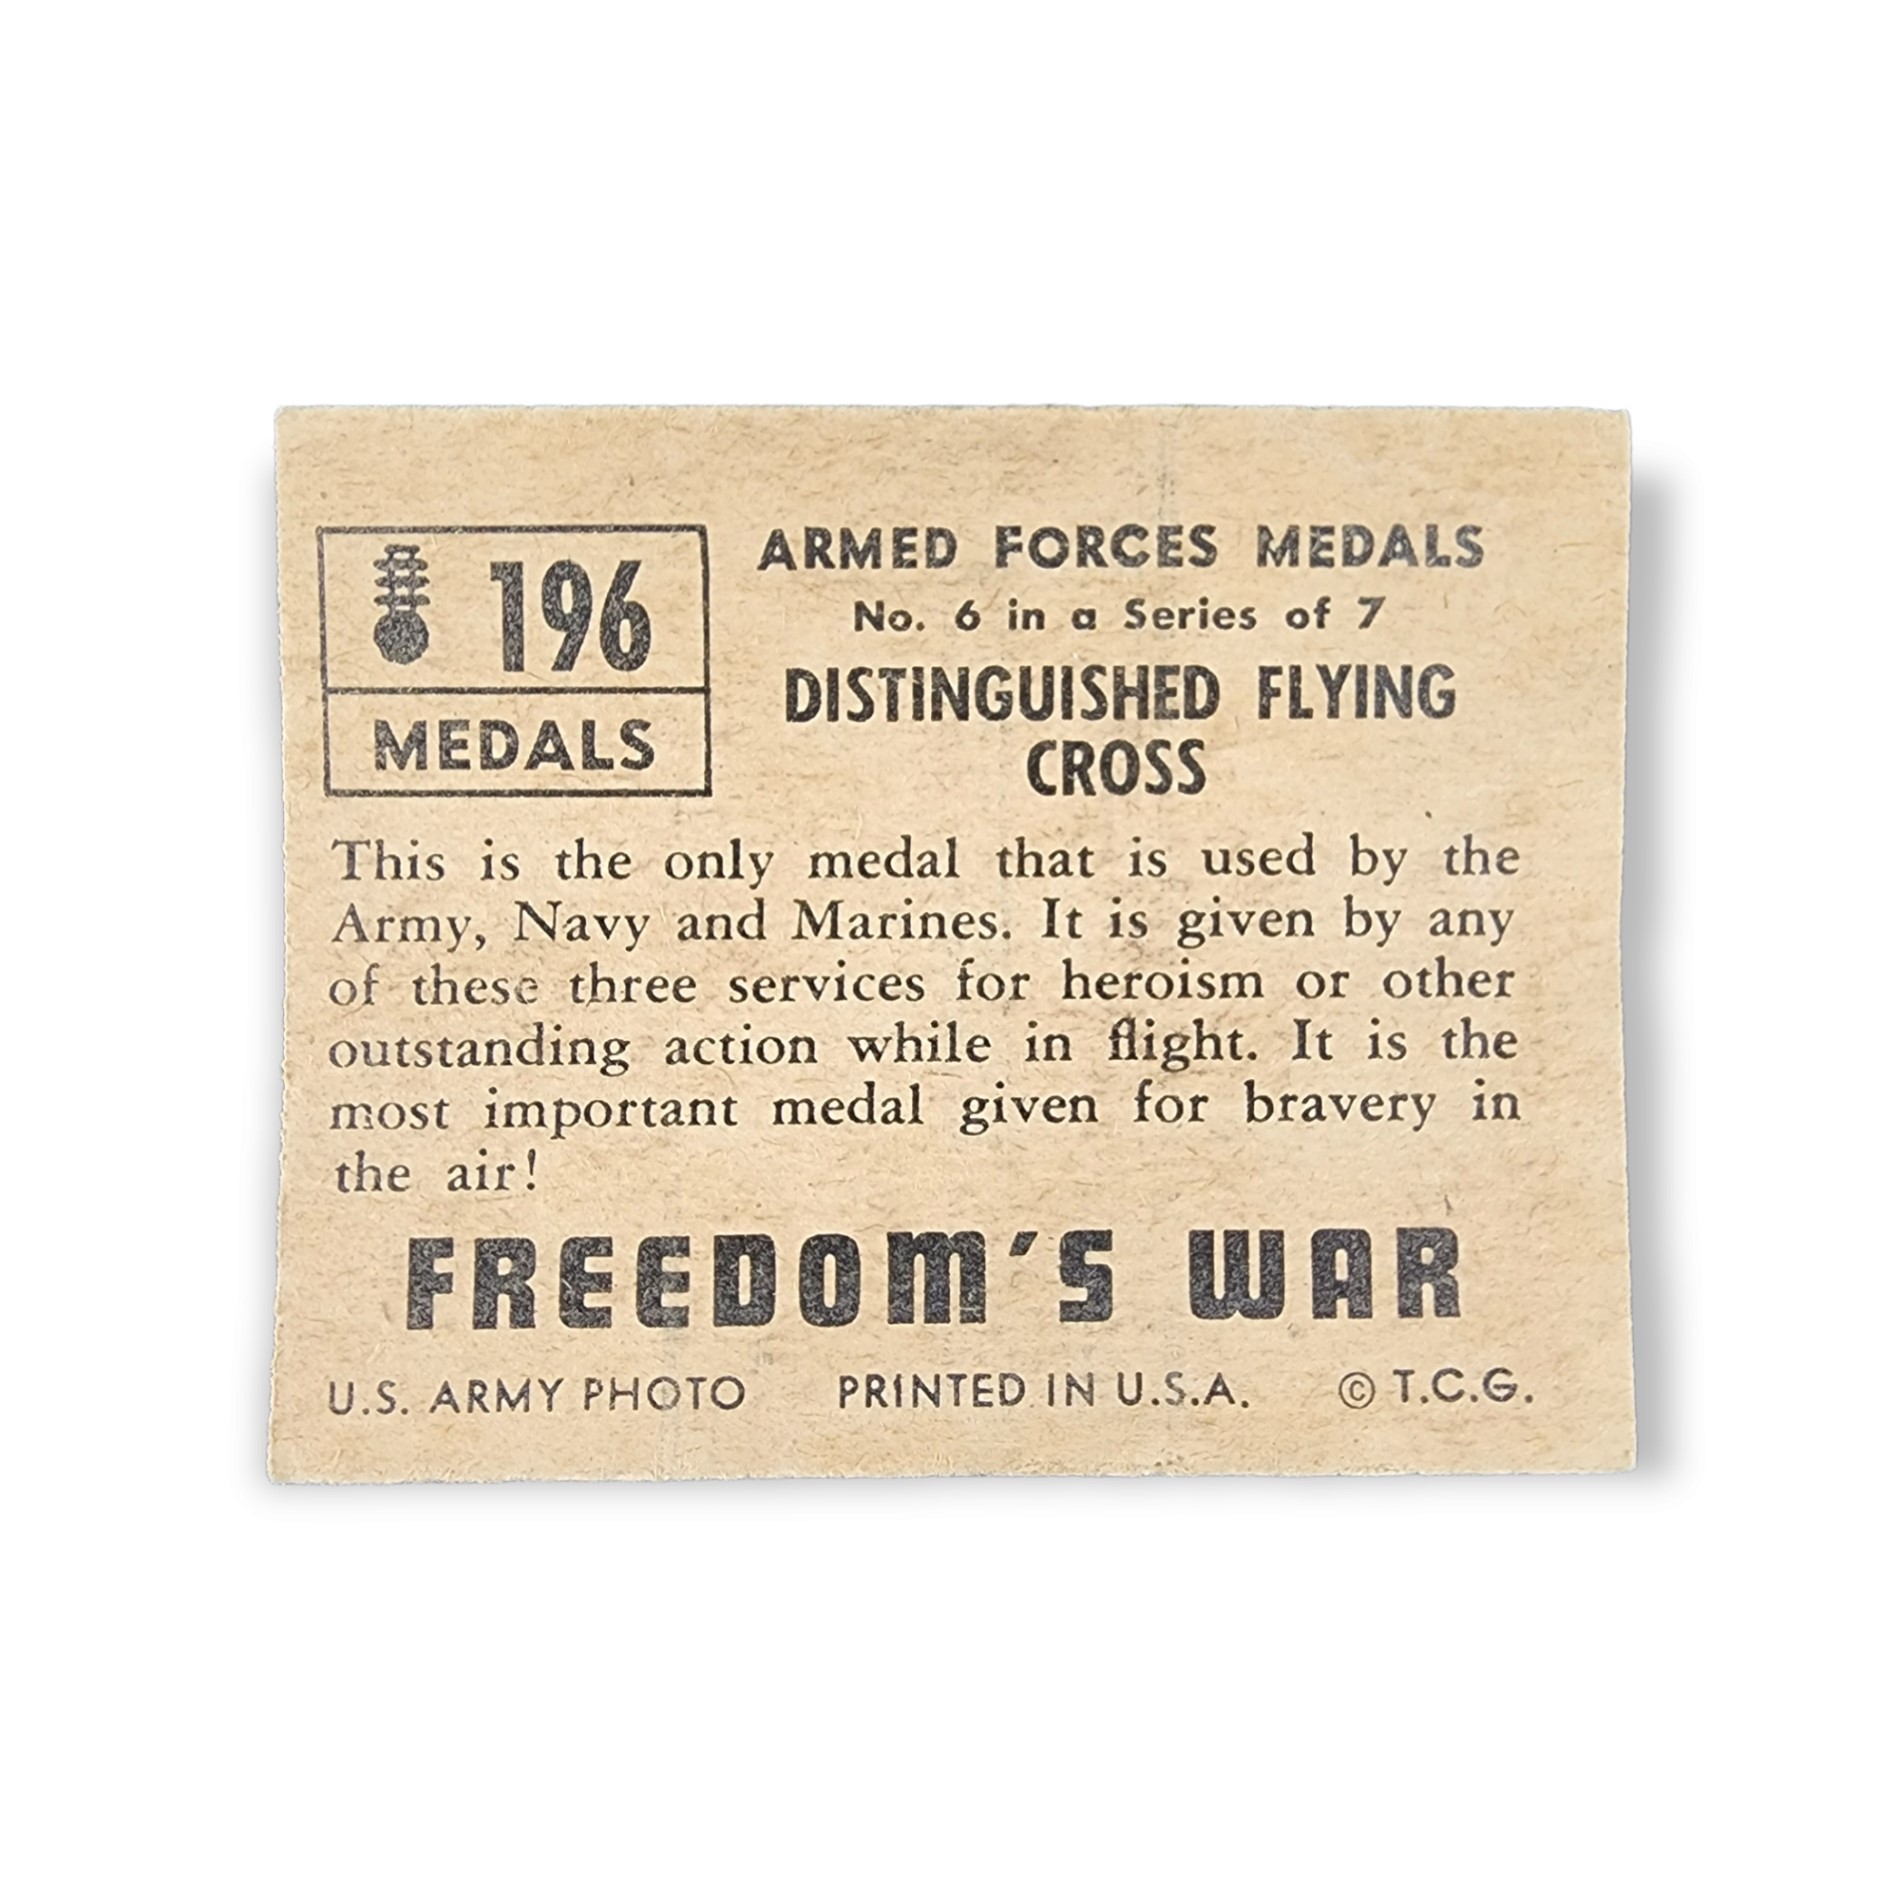 196
MEDALS
ARMED FORCES MEDALS
No. 6 in a Series of 7
DISTINGUISHED FLYING
CROSS
This is the only medal that is used by the
Army, Navy and Marines. It is given by any
of these three services for heroism or other
outstanding action while in flight. It is the
most important medal given for bravery in
the air!
FREEDOM'S WAR
U.S. ARMY PHOTO PRINTED IN U.S.A. © T.C.G.